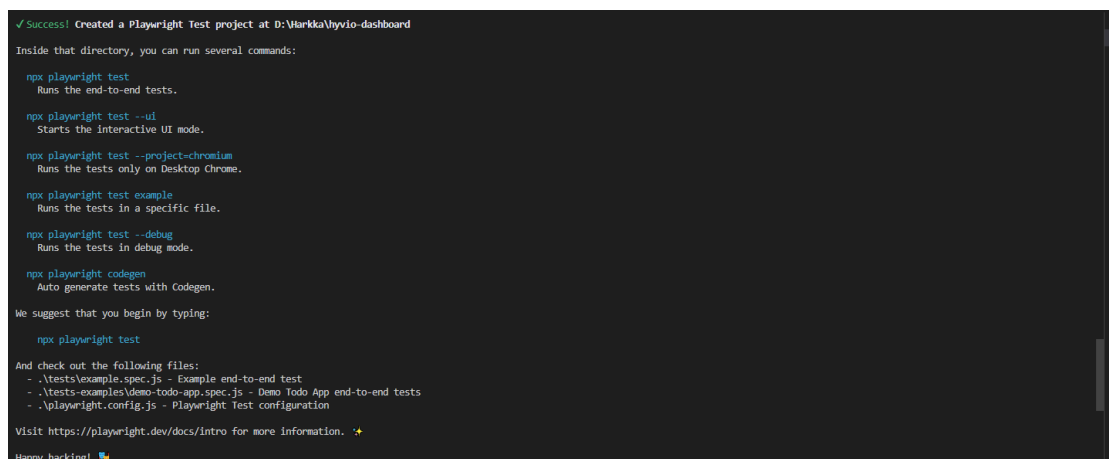 ✓ Success! Created a Playwright Test project at D:\Harkka\hyvio-dashboard
Inside that directory, you can run several commands:
npx playwright test
Runs the end-to-end tests.
npx playwright test --ui
Starts the interactive UI mode.
npx playwright test --project=chromium
Runs the tests only on Desktop Chrome.
npx playwright test example
Runs the tests in a specific file.
npx playwright test --debug
Runs the tests in debug mode.
npx playwright codegen
Auto generate tests with Codegen.
We suggest that you begin by typing:
npx playwright test
And check out the following files:
- .\tests\example.spec.js - Example end-to-end test
- .\tests-examples\demo-todo-app.spec.js - Demo Todo App end-to-end tests
- .\playwright.config.js - Playwright Test configuration
Visit https://playwright.dev/docs/intro for more information. ✨
Happy hacking! 🎭